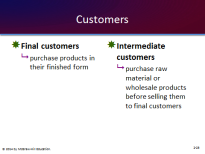 Customers
Final customers
purchase products in
their finished form
Intermediate
customers
purchase raw
material or
wholesale products
before selling them
to final customers